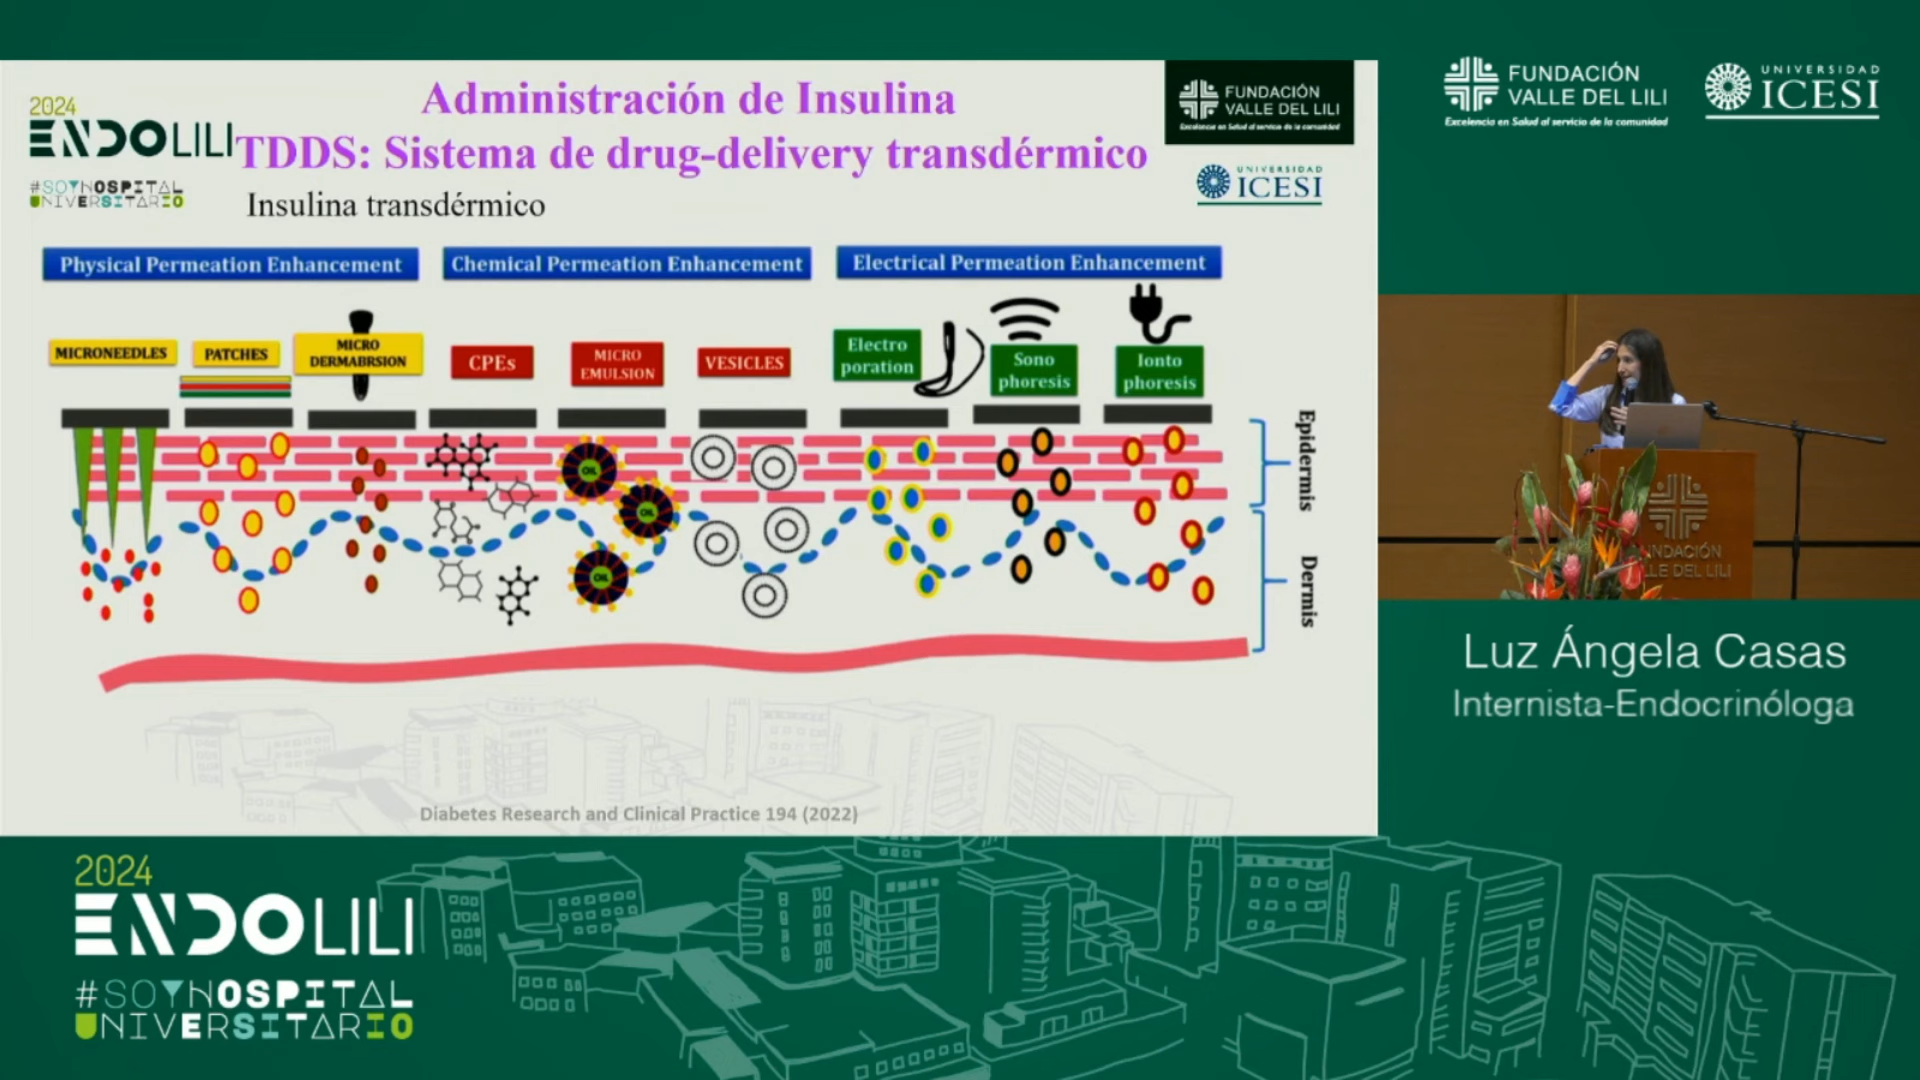 2024
ENDOLILI
#SOYHOSPITAL
UNIVERSITARIO
Administración de Insulina
TDDS: Sistema de drug-delivery transdérmico
Insulina transdérmico
FUNDACIÓN
VALLE DEL LILI
Excelencia en Salud al servicio de la comunidad
UNIVERSIDAD
ICESI
Physical Permeation Enhancement
Chemical Permeation Enhancement
Electrical Permeation Enhancement
MICRONEEDLES
PATCHES
MICRO
DERMABRSION
CPEs
MICRO
EMULSION
VESICLES
Electro
poration
Sono
phoresis
Ionto
phoresis
OIL
OIL
OIL
Epidermis
Dermis
Diabetes Research and Clinical Practice 194 (2022)
FUNDACIÓN
VALLE DEL LILI
Excelencia en Salud al servicio de la comunidad
UNIVERSIDAD
ICESI
Luz Ángela Casas
Internista-Endocrinóloga
2024
ENDOLILI
#SOYHOSPITAL
UNIVERSITARIO